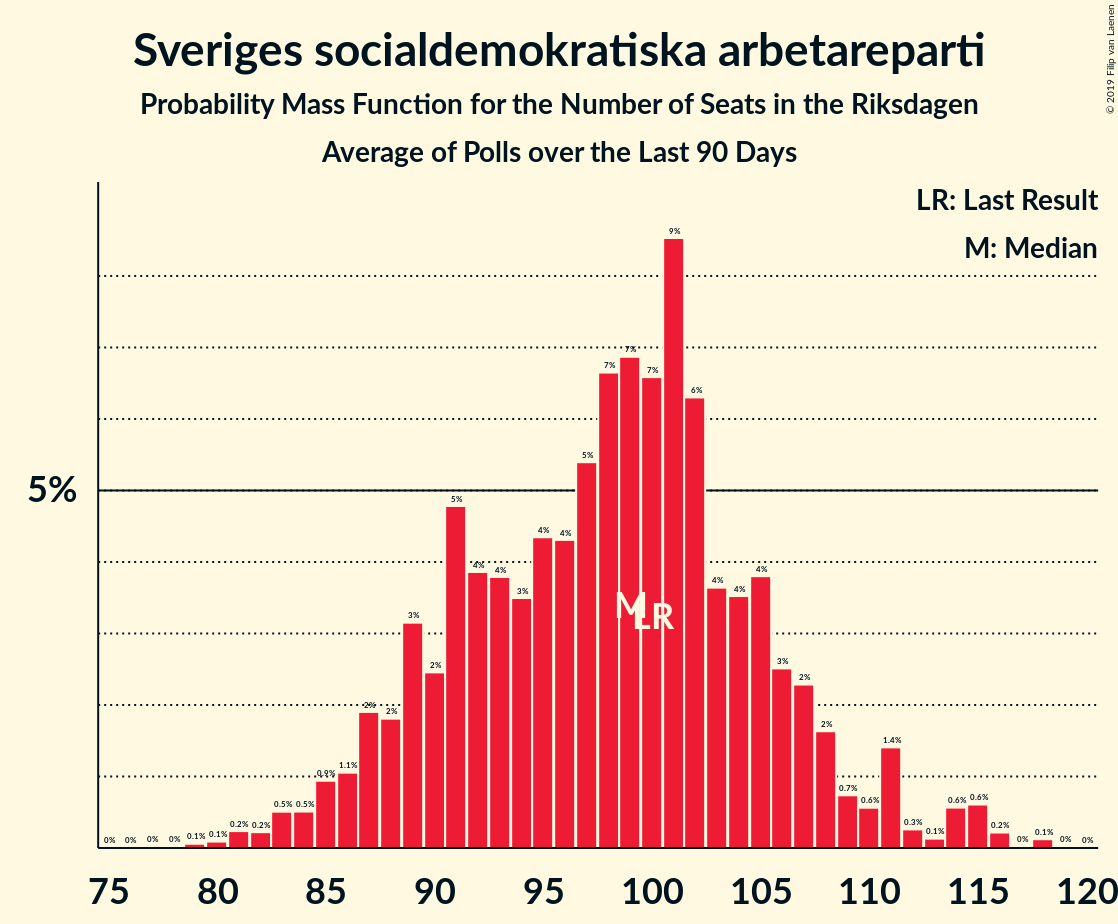 Sveriges socialdemokratiska arbetareparti
Probability Mass Function for the Number of Seats in the Riksdagen
Average of Polls over the Last 90 Days
© 2019 Filip van Laenen
LR: Last Result
M: Median
5%
0% 0% 0% 0% 0.1% 0.1% 0.2% 0.2% 0.5% 0.5% 0.9% 1.1% 2% 2% 3% 2% 5% 4% 4% 3% 4% 4% 5% 7% 7% 7% 9% 6% 4% 4% 4% 3% 2% 2% 0.7% 0.6% 1.4% 0.3% 0.1% 0.6% 0.6% 0.2% 0% 0.1% 0% 0%
M LR
75 80 85 90 95 100 105 110 115 120